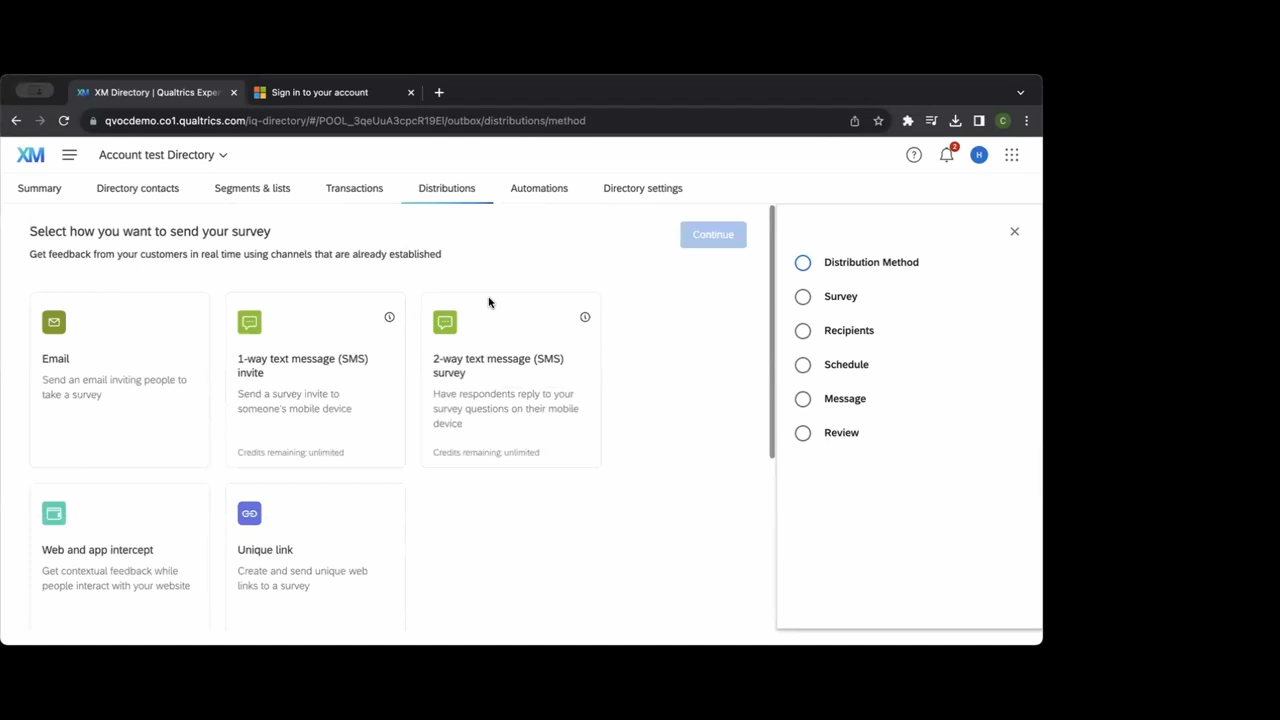 XM Directory | Qualtrics Exper
Sign in to your account
qvocdemo.co1.qualtrics.com/iq-directory/#/POOL_3qeUuA3cpcR19EI/outbox/distributions/method
C
XM
Account test Directory
2
H
Summary
Directory contacts
Segments & lists
Transactions
Distributions
Automations
Directory settings
Select how you want to send your survey
Continue
Get feedback from your customers in real time using channels that are already established
Email
Send an email inviting people to
take a survey
1-way text message (SMS)
invite
Send a survey invite to
someone's mobile device
Credits remaining: unlimited
2-way text message (SMS)
survey
Have respondents reply to your
survey questions on their mobile
device
Credits remaining: unlimited
Web and app intercept
Get contextual feedback while
people interact with your website
Unique link
Create and send unique web
links to a survey
Distribution Method
Survey
Recipients
Schedule
Message
Review